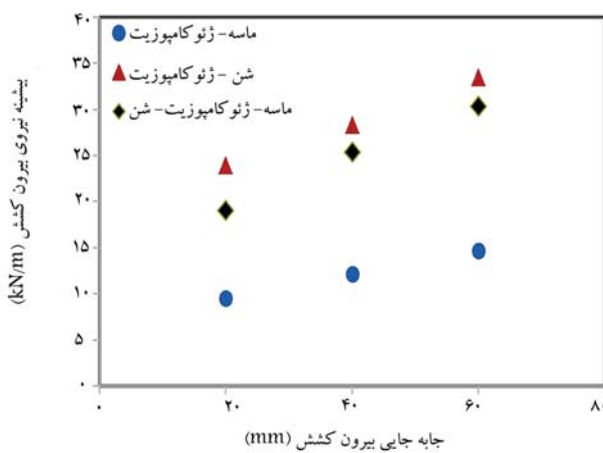 ۴۰
۳۵
۳۰
۲۵
۲۰
۱۵
۱۰
۵
۰
بیشینه نیروی بیرون کشش (kN/m)
ماسه-ژئوکامپوزیت
شن - ژئوکامپوزیت
ماسه-ژئوکامپوزیت-شن
۰ ۲۰ ۴۰ ۶۰ ۸۰
جابه جایی بیرون کشش (mm)